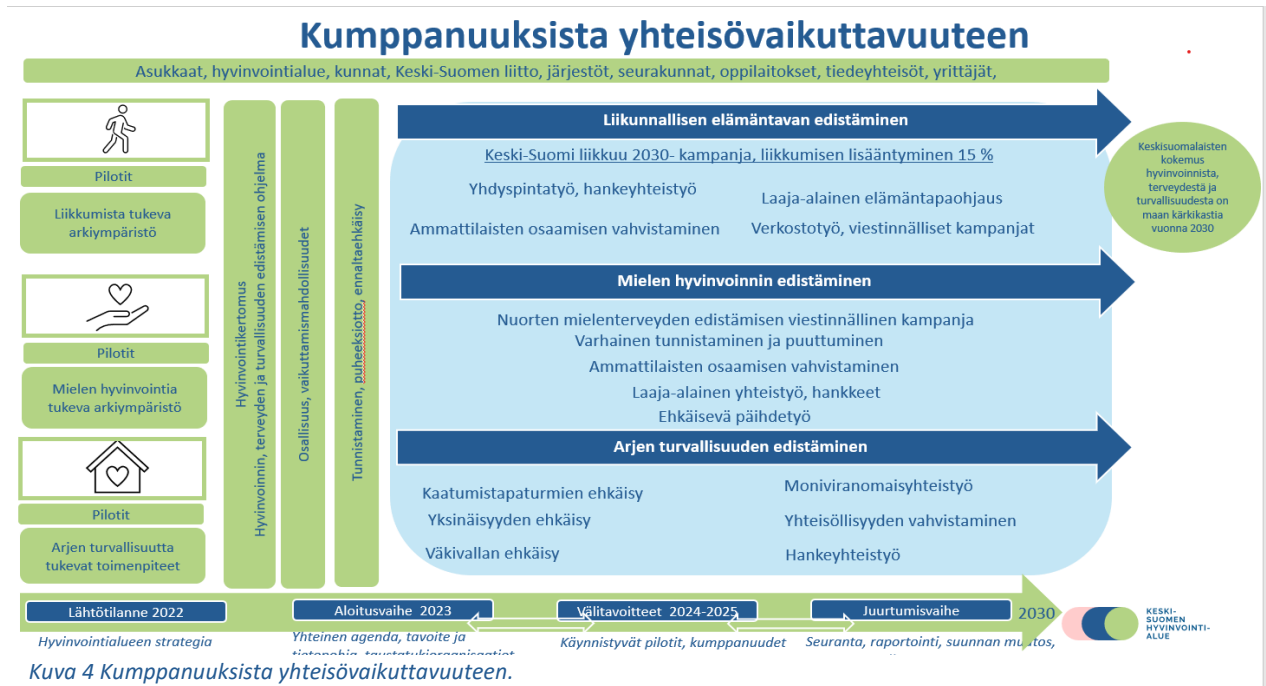 Kumppanuuksista yhteisövaikuttavuuteen
Asukkaat, hyvinvointialue, kunnat, Keski-Suomen liitto, järjestöt, seurakunnat, oppilaitokset, tiedeyhteisöt, yrittäjät,
Pilotit
Liikkumista tukeva
arkiympäristö
Pilotit
Mielen hyvinvointia
tukeva arkiympäristö
Pilotit
Arjen turvallisuutta
tukevat toimenpiteet
Hyvinvointikertomus
Hyvinvoinnin, terveyden ja turvallisuuden edistämisen ohjelma
Osallisuus, vaikuttamismahdollisuudet
Tunnistaminen, puheeksiotto, ennaltaehkäisy
Liikunnallisen elämäntavan edistäminen
Keski-Suomi liikkuu 2030- kampanja, liikkumisen lisääntyminen 15 %
Yhdyspintatyö, hankeyhteistyö
Laaja-alainen elämäntapaohjaus
Ammattilaisten osaamisen vahvistaminen
Verkostotyö, viestinnälliset kampanjat
Mielen hyvinvoinnin edistäminen
Nuorten mielenterveyden edistämisen viestinnällinen kampanja
Varhainen tunnistaminen ja puuttuminen
Ammattilaisten osaamisen vahvistaminen
Laaja-alainen yhteistyö, hankkeet
Ehkäisevä päihdetyö
Arjen turvallisuuden edistäminen
Kaatumistapaturmien ehkäisy
Moniviranomaisyhteistyö
Yksinäisyyden ehkäisy
Yhteisöllisyyden vahvistaminen
Väkivallan ehkäisy
Hankeyhteistyö
Keskisuomalaisten
kokemus
hyvinvoinnista,
terveydestä ja
turvallisuudesta on
maan kärkikastia
vuonna 2030
Lähtötilanne 2022
Aloitusvaihe 2023
Välitavoitteet 2024-2025
Juurtumisvaihe
2030
Hyvinvointialueen strategia
Yhteinen agenda, tavoite ja
tietopohja, taustatukiorganisaatiot
Käynnistyvät pilotit, kumppanuudet
Seuranta, raportointi, suunnan muutos,
KESKI-
SUOMEN
HYVINVOINTI-
ALUE
Kuva 4 Kumppanuuksista yhteisövaikuttavuuteen.